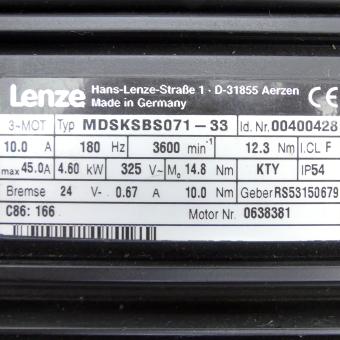 Lenze Hans-Lenze-Straße 1 · D-31855 Aerzen
Made in Germany CE
3~MOT Typ MDSKSBS071-33 Id. Nr. 00400428
10.0 A 180 Hz 3600 min⁻¹ 12.3 Nm I.CL F
max 45.0A 4.60 kW 325 V~ M₀ 14.8 Nm KTY IP54
Bremse 24 V- 0.67 A 10.0 Nm Geber RS53150679
C86: 166 Motor Nr. 0638381